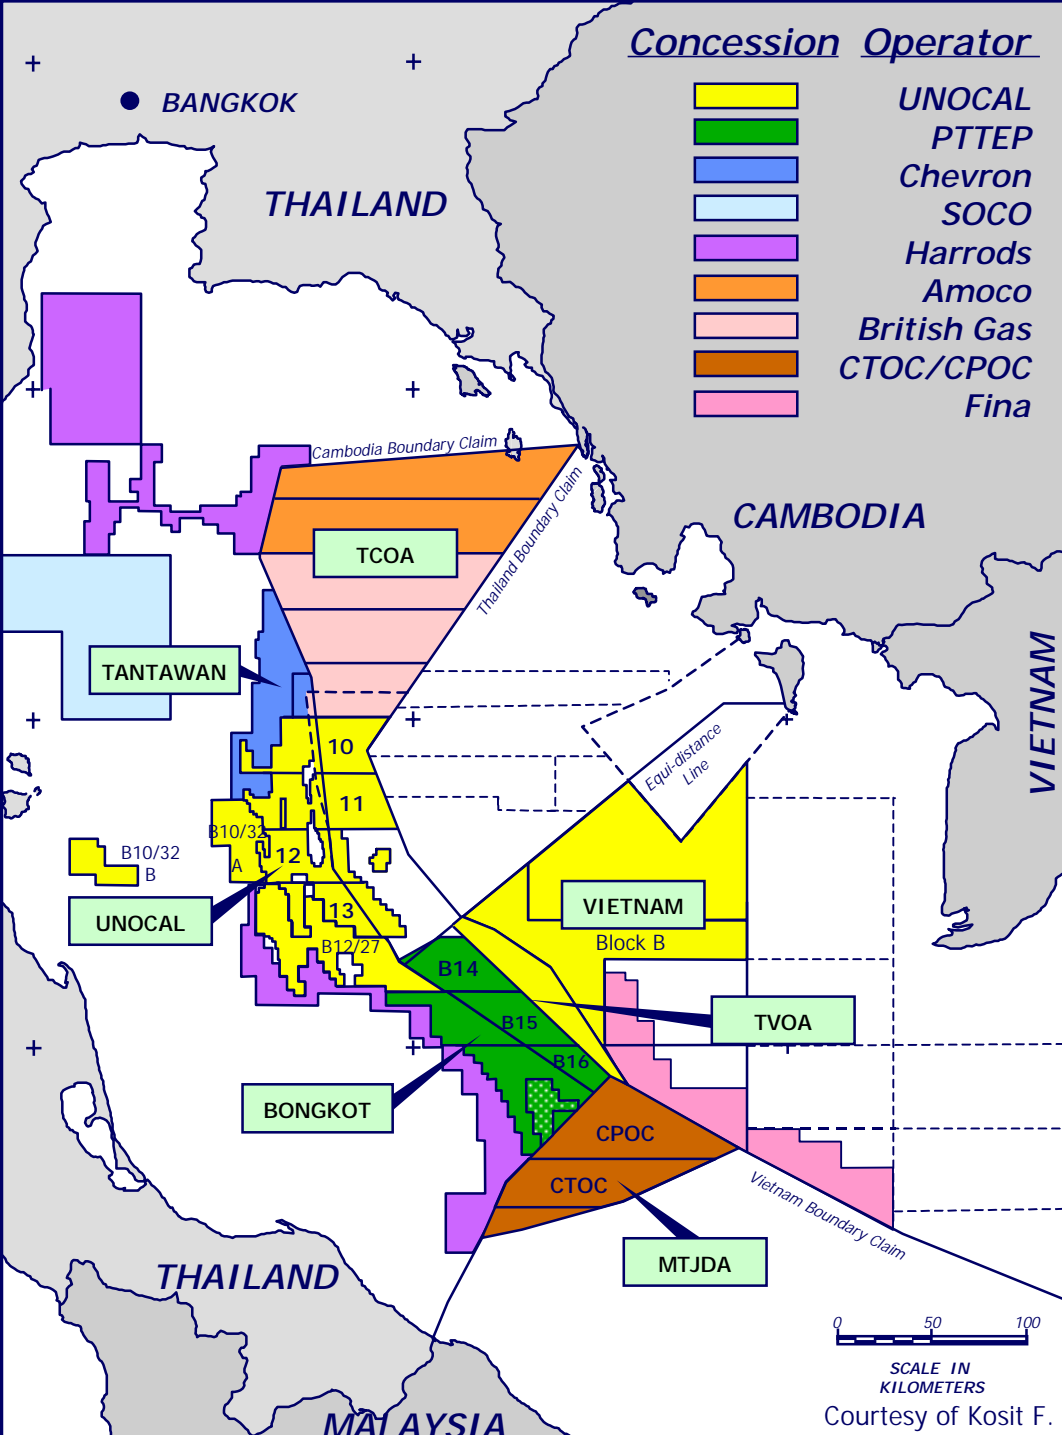 Concession Operator
UNOCAL
PTTEP
Chevron
SOCO
Harrods
Amoco
British Gas
CTOC/CPOC
Fina
BANGKOK
THAILAND
Cambodia Boundary Claim
Thailand Boundary Claim
CAMBODIA
TCOA
VIETNAM
TANTAWAN
10
Equi-distance
Line
11
B10/32
A
B10/32
B
12
UNOCAL
13
VIETNAM
Block B
B12/27
B14
B15
TVOA
B16
BONGKOT
CPOC
CTOC
Vietnam Boundary Claim
MTJDA
THAILAND
0 50 100
SCALE IN
KILOMETERS
MALAYSIA
Courtesy of Kosit F.